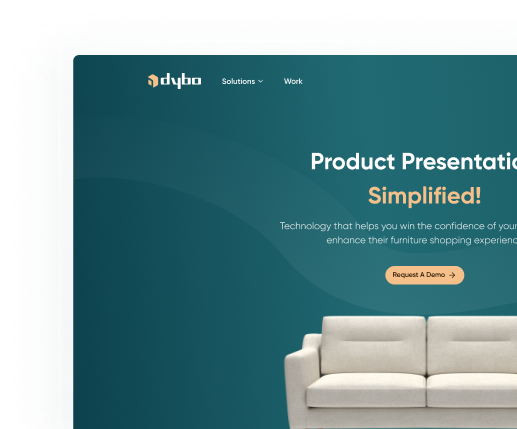 dybo Solutions Work
Product Presentatio
Simplified!
Technology that helps you win the confidence of your
enhance their furniture shopping experienc
Request A Demo →